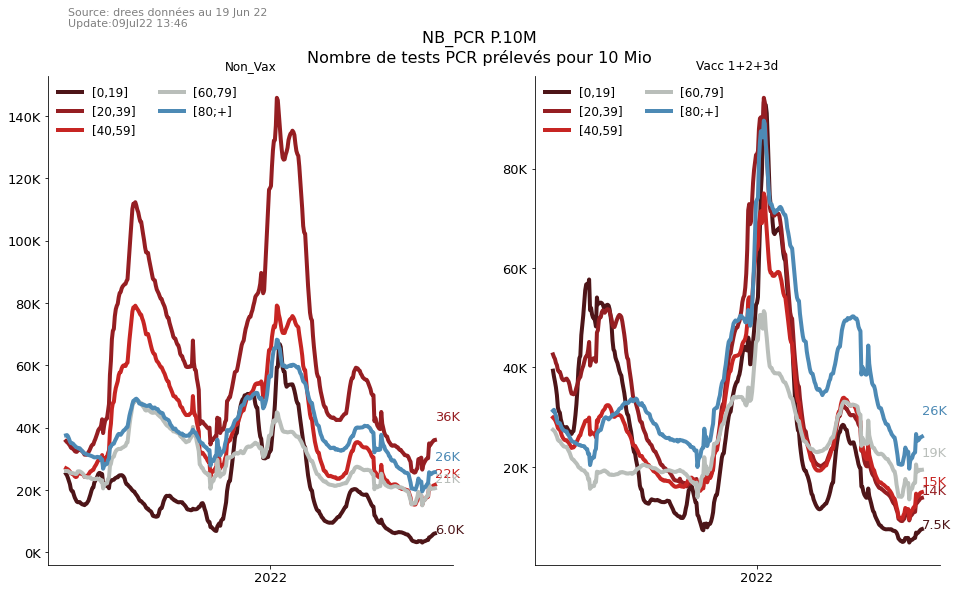 Source: drees données au 19 Jun 22
Update:09Jul22 13:46
NB_PCR P.10M
Nombre de tests PCR prélevés pour 10 Mio
Non_Vax
[0,19]
[20,39]
[40,59]
[60,79]
[80;+]
140K
120K
100K
80K
60K
40K
20K
0K
36K
26K
22K
21K
6.0K
2022
Vacc 1+2+3d
[0,19]
[20,39]
[40,59]
[60,79]
[80;+]
80K
60K
40K
20K
26K
19K
15K
14K
7.5K
2022